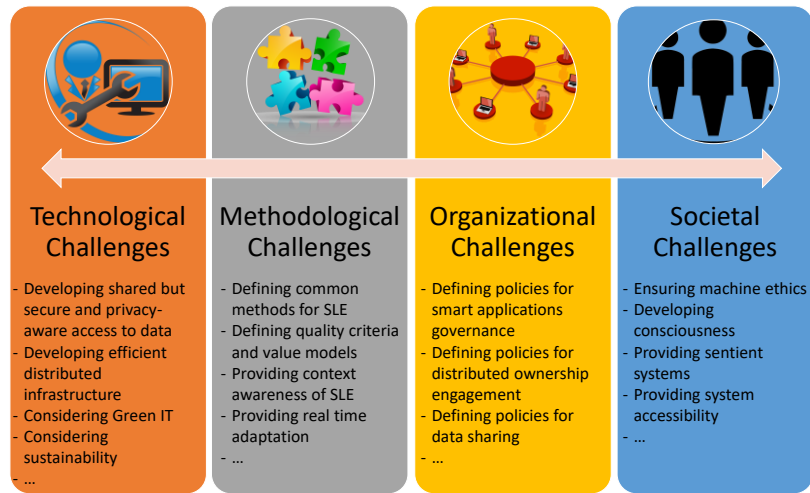 Technological
Challenges
- Developing shared but
secure and privacy-
aware access to data
- Developing efficient
distributed
infrastructure
- Considering Green IT
- Considering
sustainability
- ...
Methodological
Challenges
- Defining common
methods for SLE
- Defining quality criteria
and value models
- Providing context
awareness of SLE
- Providing real time
adaptation
- ...
Organizational
Challenges
- Defining policies for
smart applications
governance
- Defining policies for
distributed ownership
engagement
- Defining policies for
data sharing
- ...
Societal
Challenges
- Ensuring machine ethics
- Developing
consciousness
- Providing sentient
systems
- Providing system
accessibility
- ...